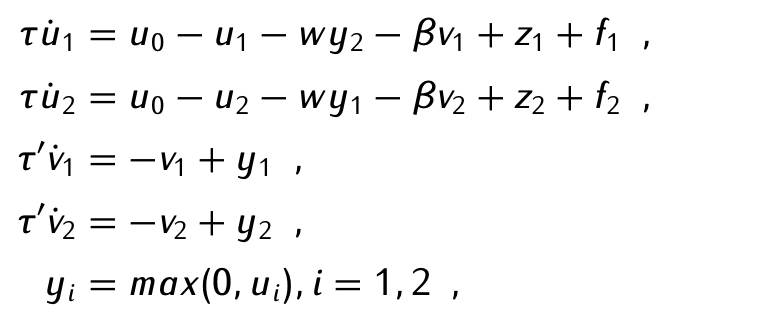 τu̇₁ = u₀ − u₁ − wy₂ − βv₁ + z₁ + f₁ ,
τu̇₂ = u₀ − u₂ − wy₁ − βv₂ + z₂ + f₂ ,
τ′v̇₁ = −v₁ + y₁ ,
τ′v̇₂ = −v₂ + y₂ ,
yᵢ = max(0, uᵢ), i = 1, 2 ,